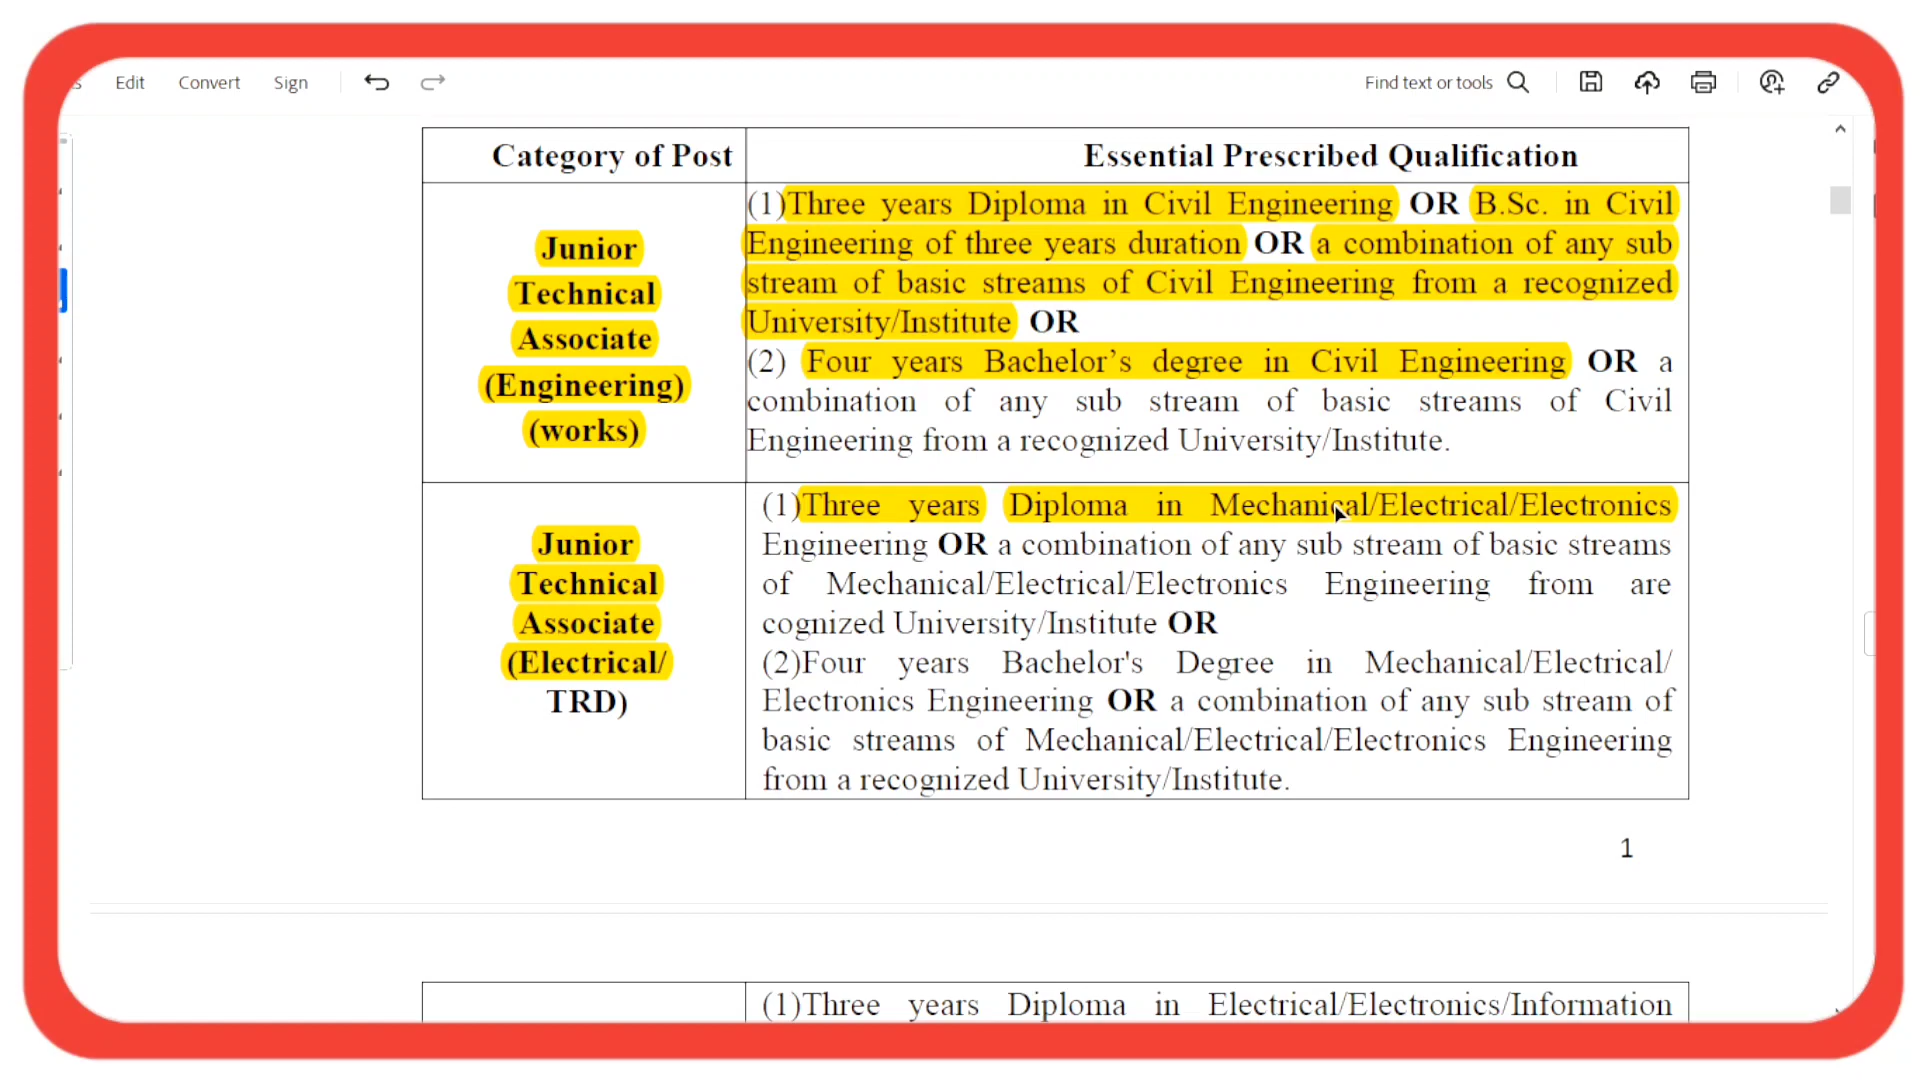 s Edit Convert Sign Find text or tools
Category of Post Essential Prescribed Qualification
Junior
Technical
Associate
(Engineering)
(works)
(1)Three years Diploma in Civil Engineering OR B.Sc. in Civil
Engineering of three years duration OR a combination of any sub
stream of basic streams of Civil Engineering from a recognized
University/Institute OR
(2) Four years Bachelor’s degree in Civil Engineering OR a
combination of any sub stream of basic streams of Civil
Engineering from a recognized University/Institute.
Junior
Technical
Associate
(Electrical/
TRD)
(1)Three years Diploma in Mechanical/Electrical/Electronics
Engineering OR a combination of any sub stream of basic streams
of Mechanical/Electrical/Electronics Engineering from are
cognized University/Institute OR
(2)Four years Bachelor's Degree in Mechanical/Electrical/
Electronics Engineering OR a combination of any sub stream of
basic streams of Mechanical/Electrical/Electronics Engineering
from a recognized University/Institute.
1
(1)Three years Diploma in Electrical/Electronics/Information